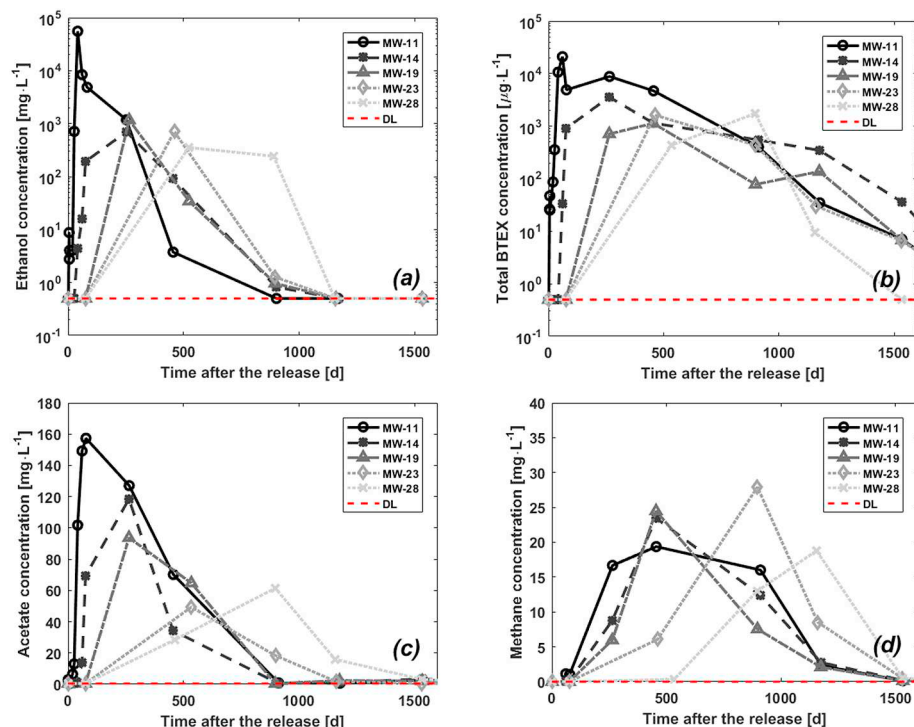 10^5
10^4
10^3
10^2
10^1
10^0
10^-1
Ethanol concentration [mg·L^-1]
MW-11
MW-14
MW-19
MW-23
MW-28
DL
(a)
0 500 1000 1500
Time after the release [d]
10^5
10^4
10^3
10^2
10^1
10^0
10^-1
Total BTEX concentration [μg·L^-1]
MW-11
MW-14
MW-19
MW-23
MW-28
DL
(b)
0 500 1000 1500
Time after the release [d]
180
160
140
120
100
80
60
40
20
0
Acetate concentration [mg·L^-1]
MW-11
MW-14
MW-19
MW-23
MW-28
DL
(c)
0 500 1000 1500
Time after the release [d]
40
35
30
25
20
15
10
5
0
Methane concentration [mg·L^-1]
MW-11
MW-14
MW-19
MW-23
MW-28
DL
(d)
0 500 1000 1500
Time after the release [d]